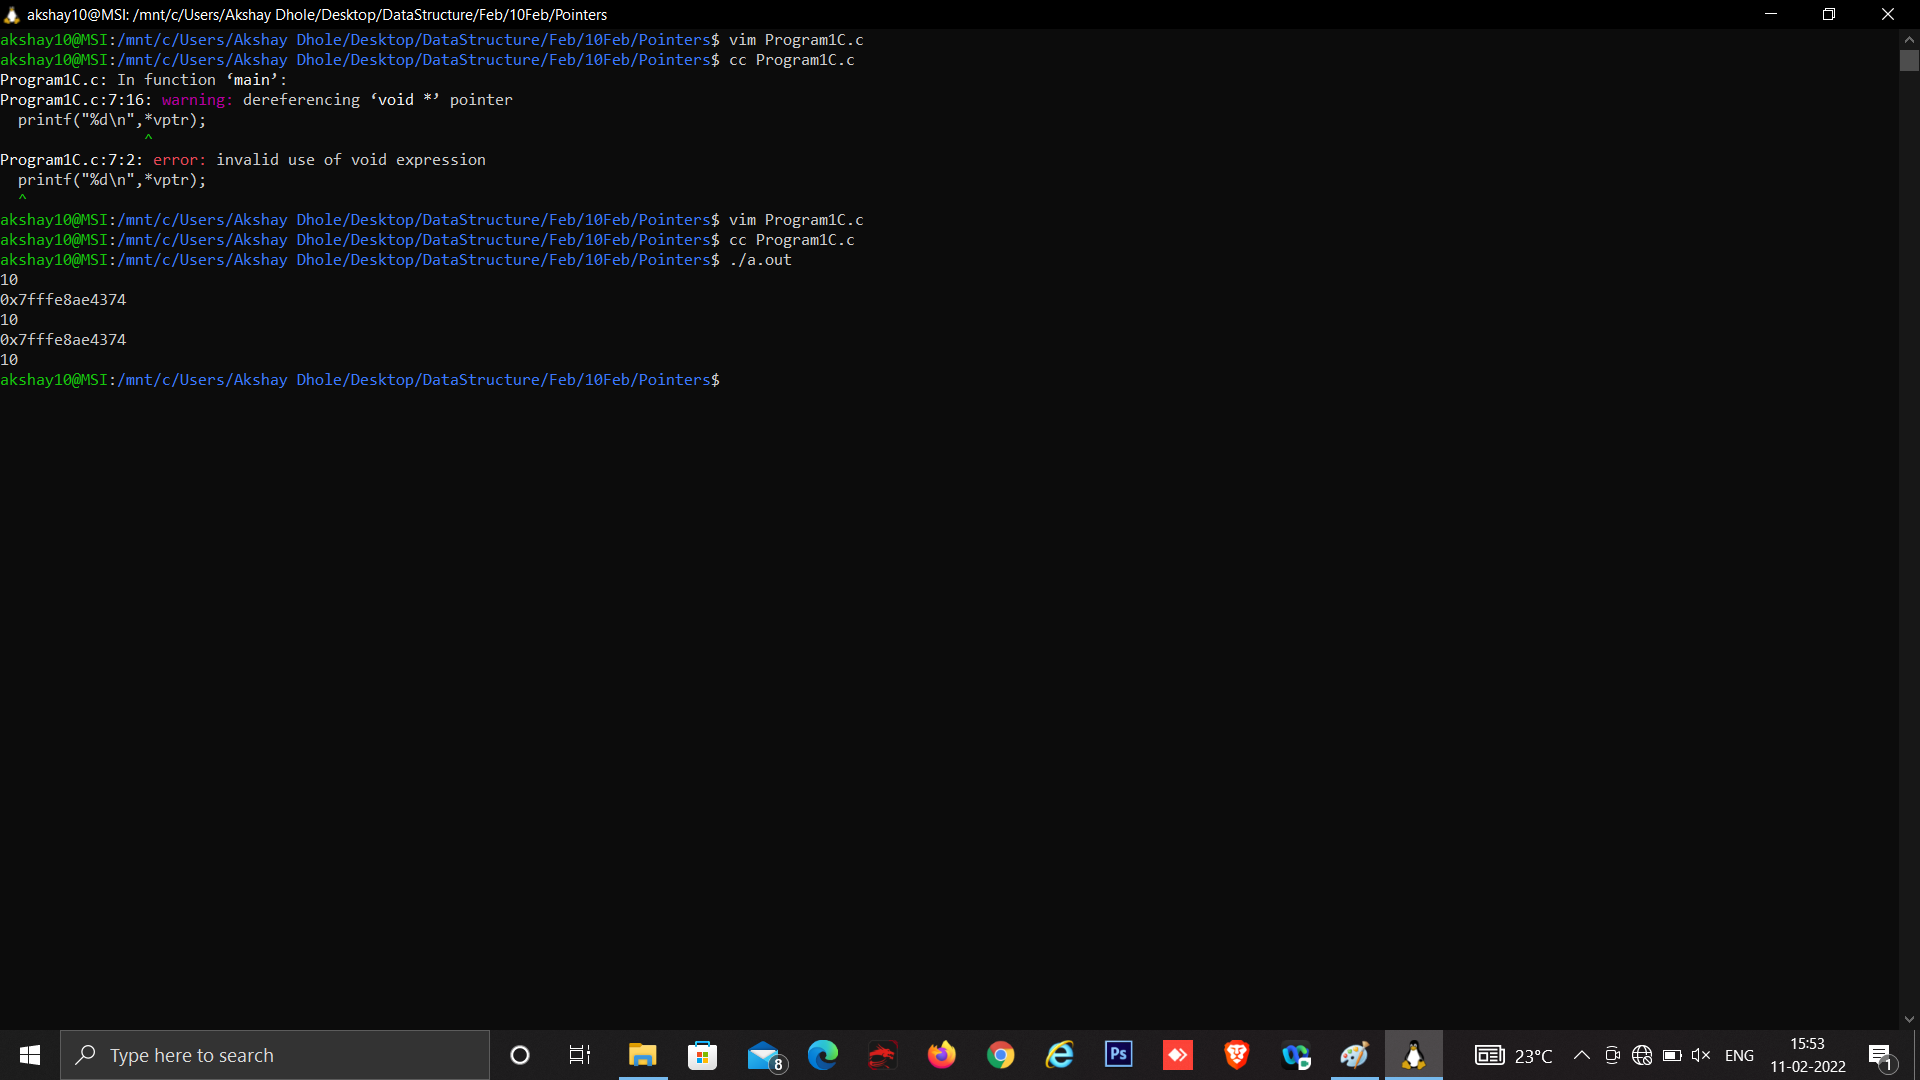 akshay10@MSI: /mnt/c/Users/Akshay Dhole/Desktop/DataStructure/Feb/10Feb/Pointers
akshay10@MSI:/mnt/c/Users/Akshay Dhole/Desktop/DataStructure/Feb/10Feb/Pointers$ vim Program1C.c
akshay10@MSI:/mnt/c/Users/Akshay Dhole/Desktop/DataStructure/Feb/10Feb/Pointers$ cc Program1C.c
Program1C.c: In function ‘main’:
Program1C.c:7:16: warning: dereferencing ‘void *’ pointer
  printf("%d\n",*vptr);
                ^
Program1C.c:7:2: error: invalid use of void expression
  printf("%d\n",*vptr);
  ^
akshay10@MSI:/mnt/c/Users/Akshay Dhole/Desktop/DataStructure/Feb/10Feb/Pointers$ vim Program1C.c
akshay10@MSI:/mnt/c/Users/Akshay Dhole/Desktop/DataStructure/Feb/10Feb/Pointers$ cc Program1C.c
akshay10@MSI:/mnt/c/Users/Akshay Dhole/Desktop/DataStructure/Feb/10Feb/Pointers$ ./a.out
10
0x7fffe8ae4374
10
0x7fffe8ae4374
10
akshay10@MSI:/mnt/c/Users/Akshay Dhole/Desktop/DataStructure/Feb/10Feb/Pointers$
Type here to search
8
Ps
23°C
ENG
15:53
11-02-2022
1